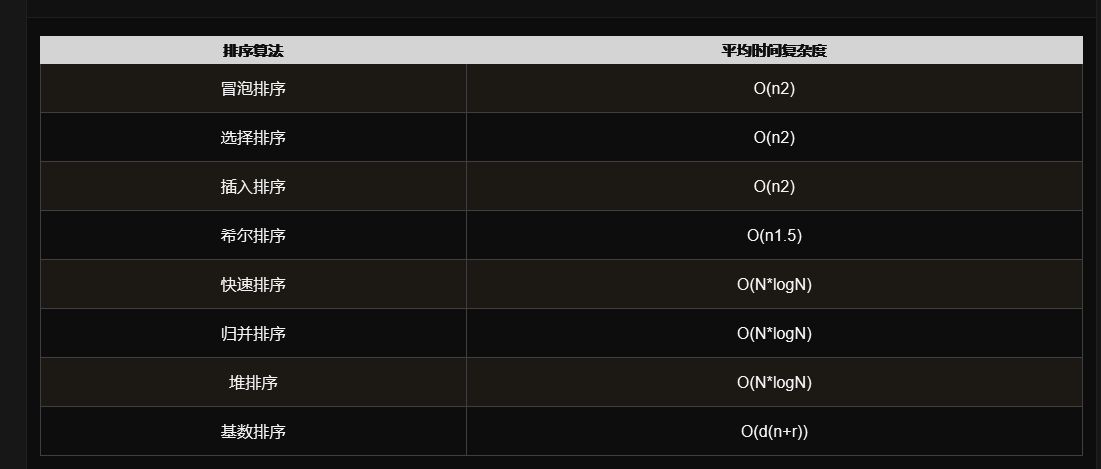 排序算法 平均时间复杂度
冒泡排序 O(n2)
选择排序 O(n2)
插入排序 O(n2)
希尔排序 O(n1.5)
快速排序 O(N*logN)
归并排序 O(N*logN)
堆排序 O(N*logN)
基数排序 O(d(n+r))